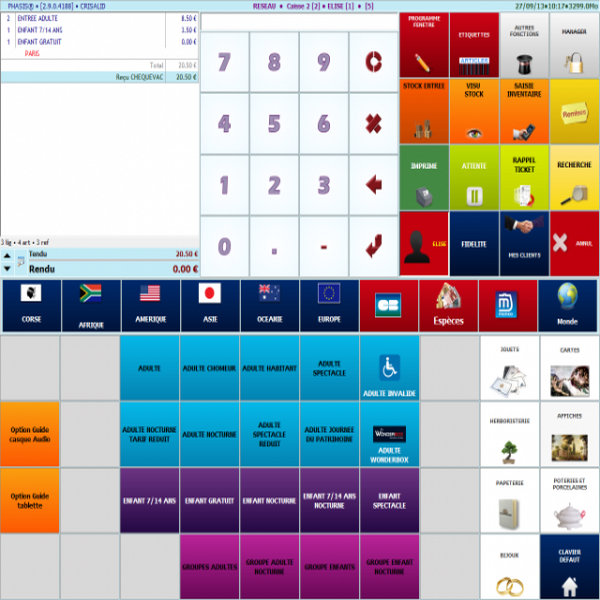 PHASIS® • [2.9.0.4188] • CRISALID RESEAU • Caisse 2 [2] • ELISE [1] • [5] 27/09/13•10:17•3299.0Mo
2 ENTREE ADULTE 8.50 €
1 ENFANT 7/14 ANS 3.50 €
1 ENFANT GRATUIT 0.00 €
PARIS
Total 20.50 €
Reçu CHEQUEVAC 20.50 €
3 lig • 4 art • 3 ref
Tendu 20.50 €
Rendu 0.00 €
7 8 9 C
4 5 6
1 2 3
0 . -
PROGRAMME
FENETRE
ETIQUETTES
ARTICLES
AUTRES
FONCTIONS
MANAGER
STOCK ENTREE
VISU
STOCK
SAISIE
INVENTAIRE
Remises
IMPRIME
ATTENTE
RAPPEL
TICKET
RECHERCHE
ELISE
FIDELITE
MES CLIENTS
ANNUL
CORSE
AFRIQUE
AMERIQUE
ASIE
OCEANIE
EUROPE
CB
Espèces
Monde
ADULTE
ADULTE CHOMEUR
ADULTE HABITANT
ADULTE
SPECTACLE
ADULTE INVALIDE
JOUETS
CARTES
Option Guide
casque Audio
ADULTE NOCTURNE
TARIF REDUIT
ADULTE NOCTURNE
ADULTE
SPECTACLE
REDUIT
ADULTE JOURNEE
DU PATRIMOINE
WONDERBOX
ADULTE
WONDERBOX
HERBORISTERIE
AFFICHES
Option Guide
tablette
ENFANT 7/14 ANS
ENFANT GRATUIT
ENFANT NOCTURNE
ENFANT 7/14 ANS
NOCTURNE
ENFANT
SPECTACLE
PAPETERIE
POTERIES ET
PORCELAINES
GROUPES ADULTES
GROUPE ADULTE
NOCTURNE
GROUPE ENFANTS
GROUPE ENFANT
NOCTURNE
BIJOUX
CLAVIER
DEFAUT